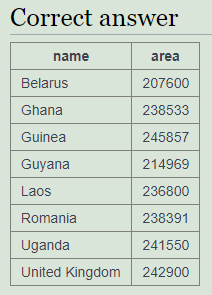 Correct answer
name area
Belarus 207600
Ghana 238533
Guinea 245857
Guyana 214969
Laos 236800
Romania 238391
Uganda 241550
United Kingdom 242900